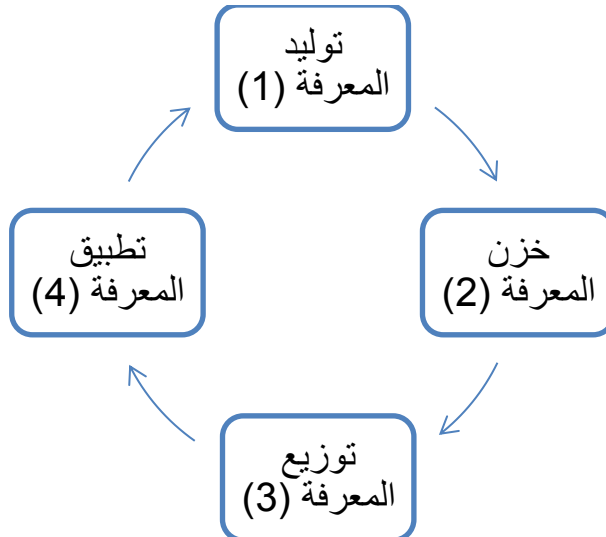 توليد
المعرفة (1)
خزن
المعرفة (2)
توزيع
المعرفة (3)
تطبيق
المعرفة (4)